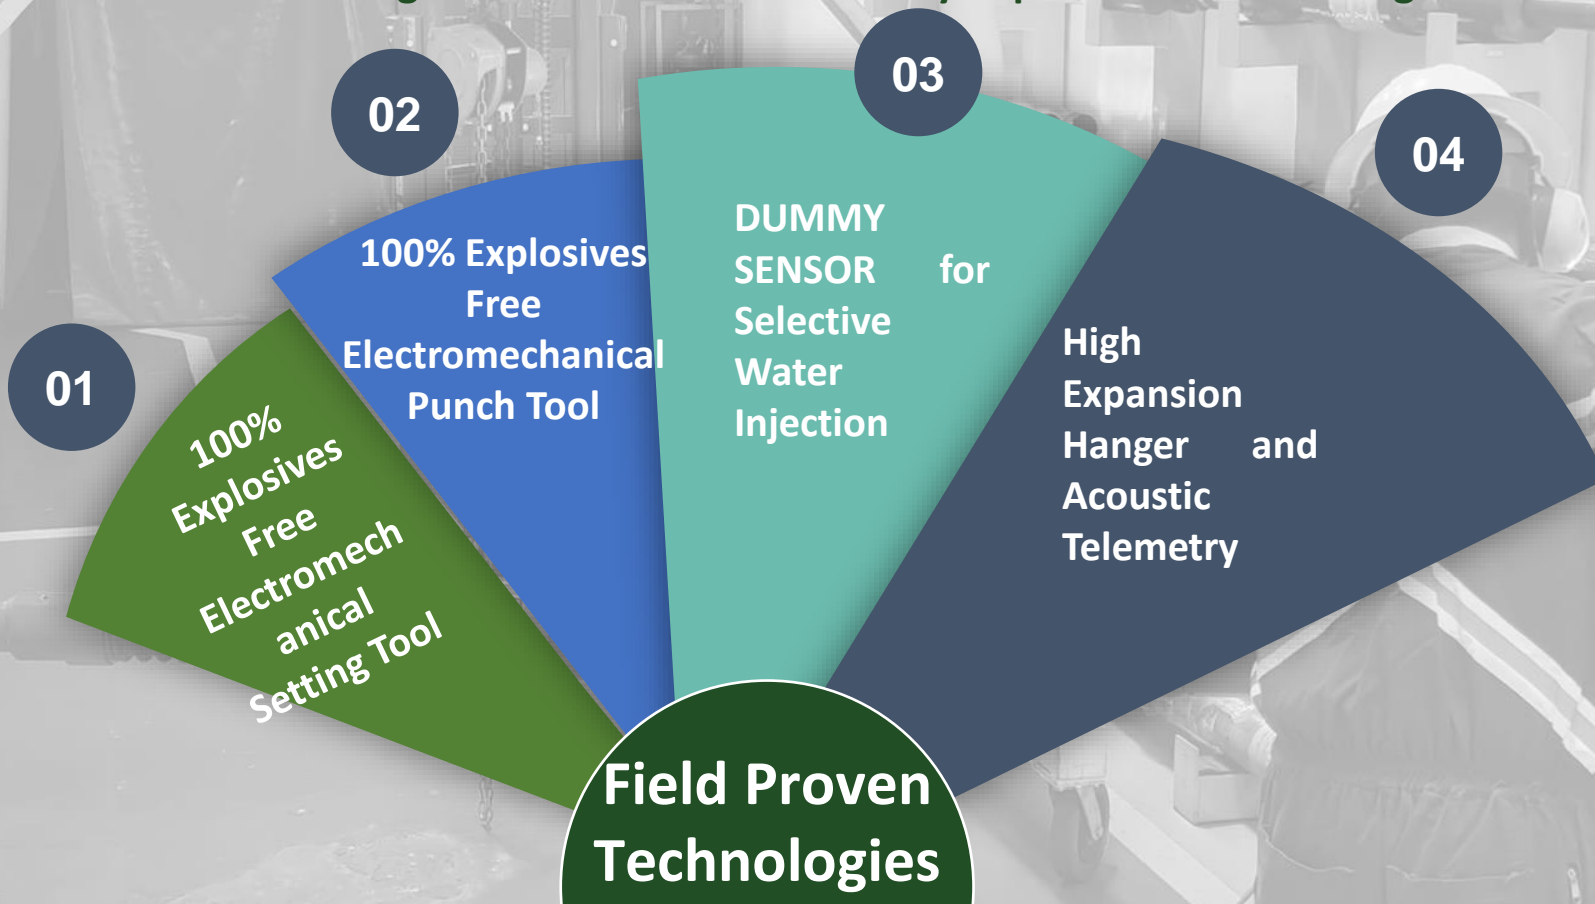 01
100%
Explosives
Free
Electromech
anical
Setting Tool
02
100% Explosives
Free
Electromechanical
Punch Tool
03
DUMMY
SENSOR for
Selective
Water
Injection
04
High
Expansion
Hanger and
Acoustic
Telemetry
Field Proven
Technologies